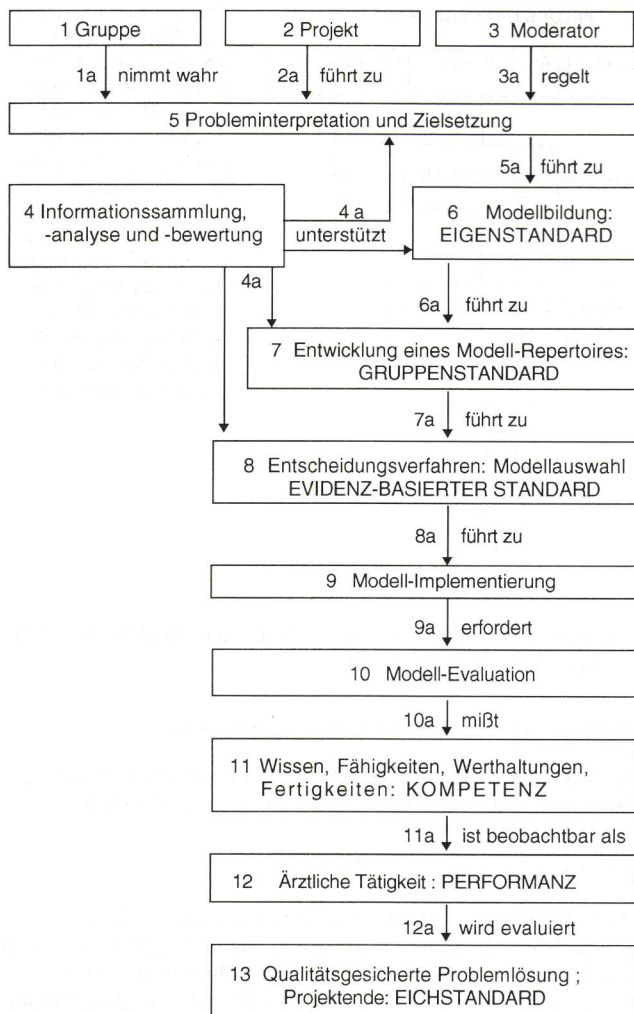 1 Gruppe
2 Projekt
3 Moderator
1a nimmt wahr
2a führt zu
3a regelt
5 Probleminterpretation und Zielsetzung
5a führt zu
4 Informationssammlung,
-analyse und -bewertung
4 a
unterstützt
6 Modellbildung:
EIGENSTANDARD
4a
6a führt zu
7 Entwicklung eines Modell-Repertoires:
GRUPPENSTANDARD
7a führt zu
8 Entscheidungsverfahren: Modellauswahl
EVIDENZ-BASIERTER STANDARD
8a führt zu
9 Modell-Implementierung
9a erfordert
10 Modell-Evaluation
10a mißt
11 Wissen, Fähigkeiten, Werthaltungen,
Fertigkeiten: KOMPETENZ
11a ist beobachtbar als
12 Ärztliche Tätigkeit : PERFORMANZ
12a wird evaluiert
13 Qualitätsgesicherte Problemlösung ;
Projektende: EICHSTANDARD